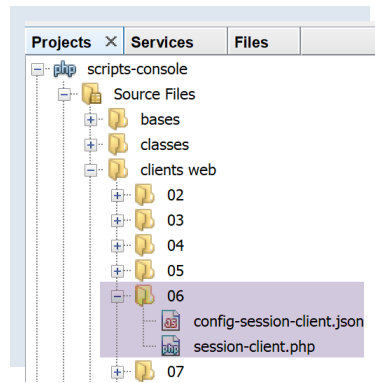 Projects × Services Files
php scripts-console
Source Files
bases
classes
clients web
02
03
04
05
06
config-session-client.json
php session-client.php
07